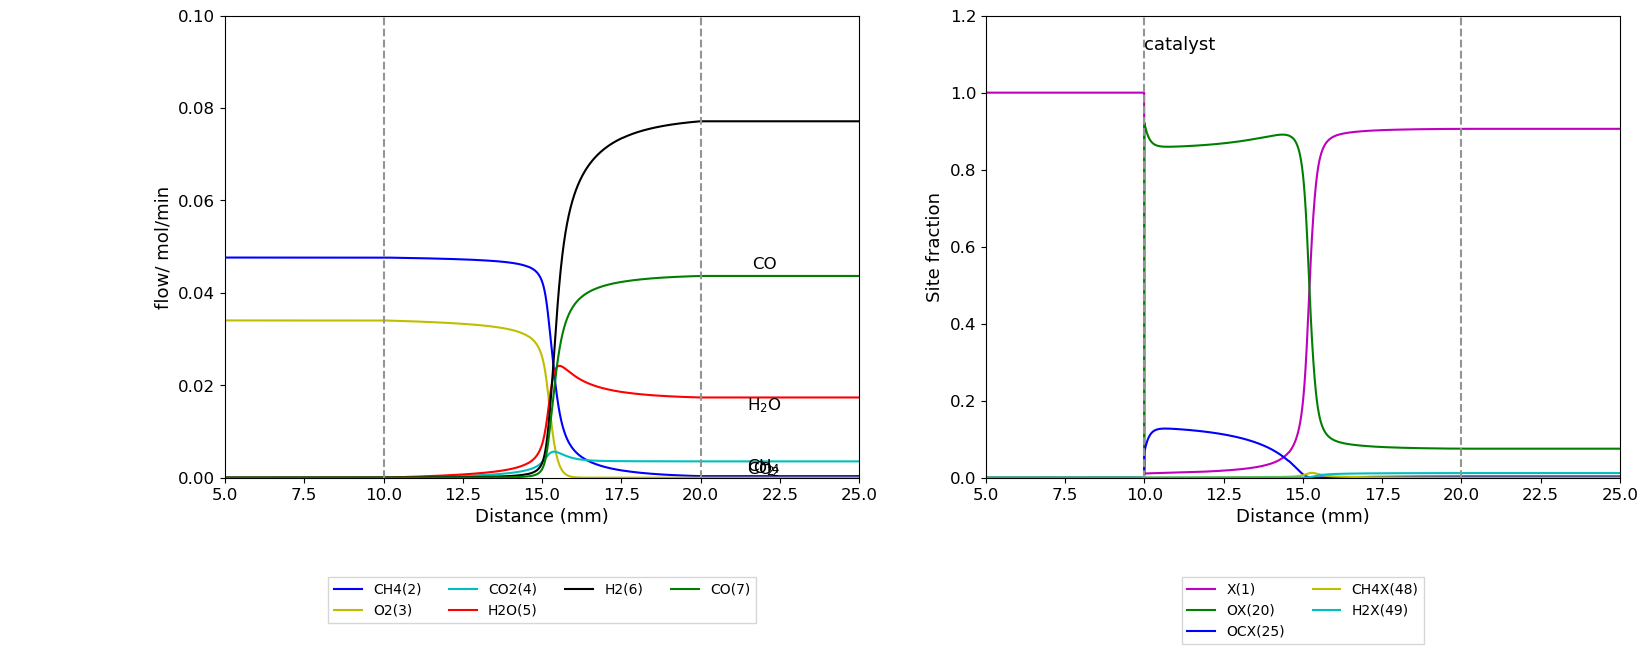 0.10
0.08
0.06
0.04
0.02
0.00
flow/ mol/min
CO
H₂O
5.0 7.5 10.0 12.5 15.0 17.5 20.0 22.5 25.0
Distance (mm)
CH4(2) CO2(4) H2(6) CO(7)
O2(3) H2O(5)
1.2
1.0
0.8
0.6
0.4
0.2
0.0
Site fraction
catalyst
5.0 7.5 10.0 12.5 15.0 17.5 20.0 22.5 25.0
Distance (mm)
X(1) CH4X(48)
OX(20) H2X(49)
OCX(25)